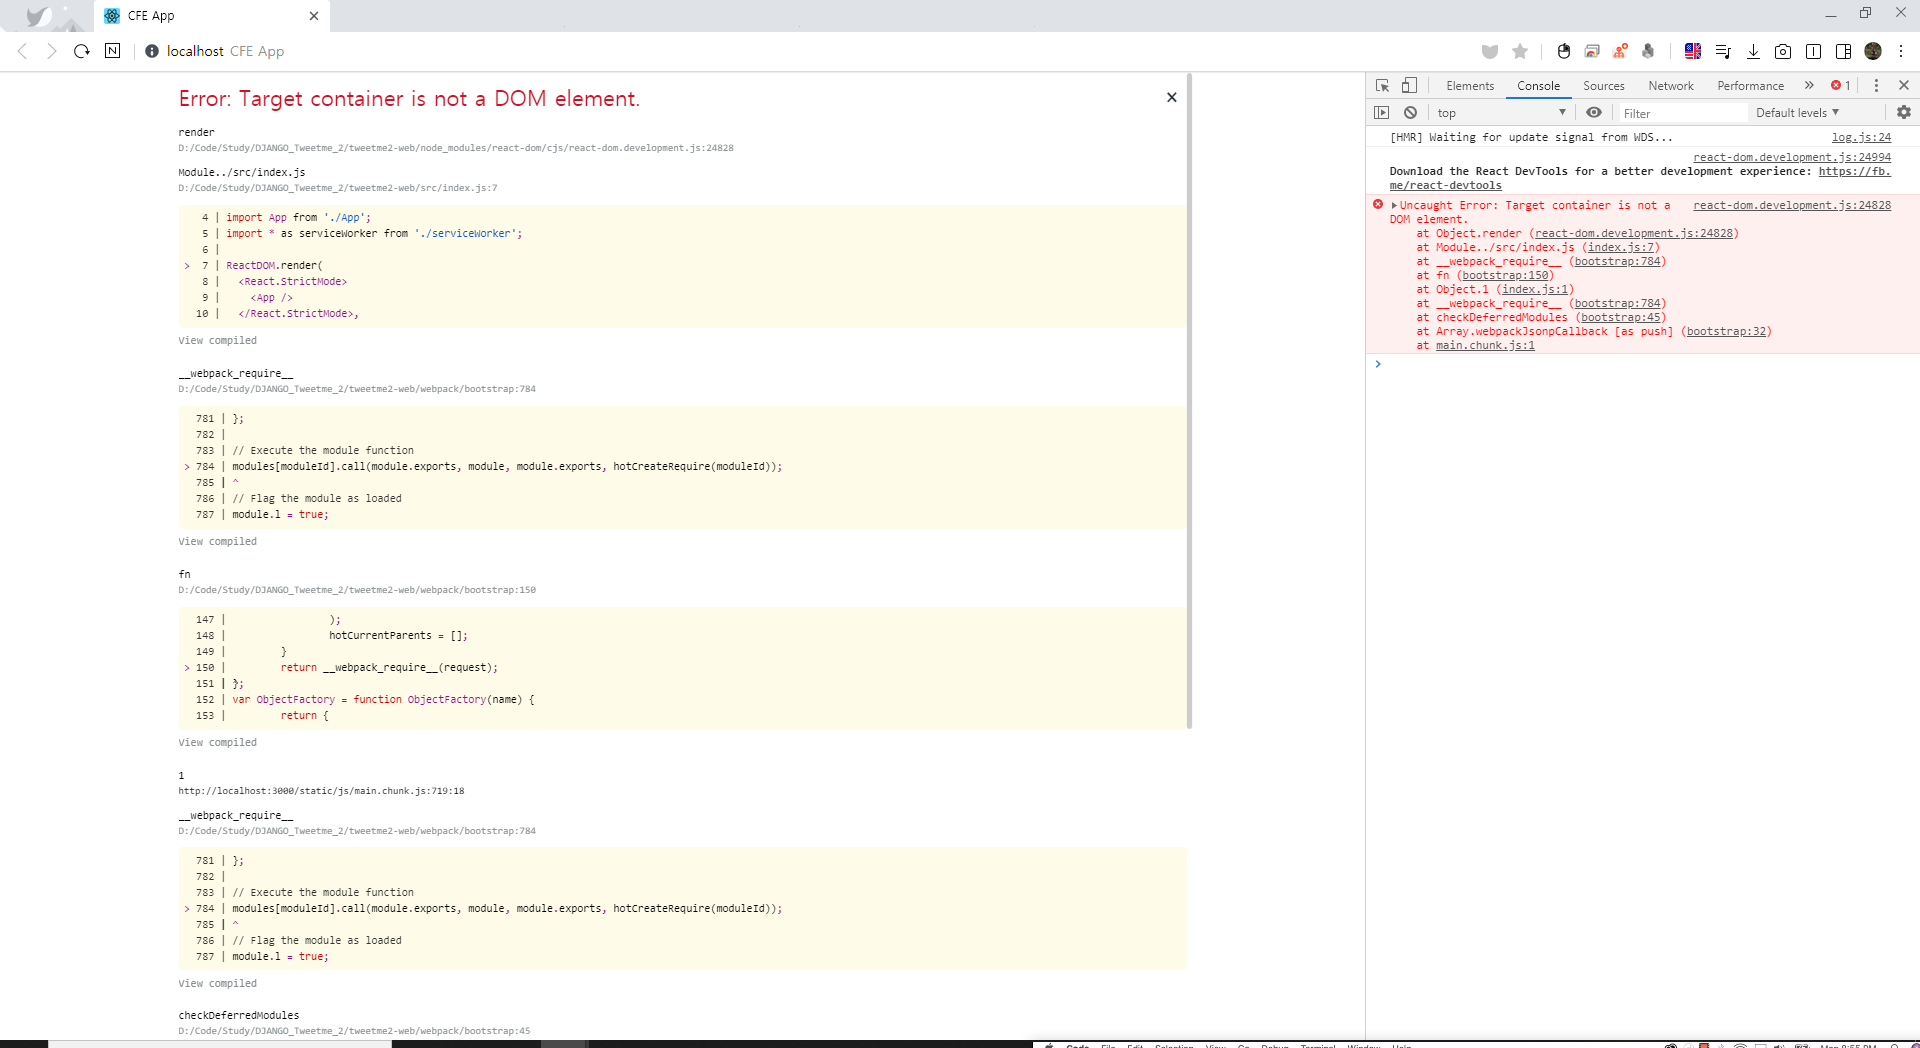 CFE App
localhost CFE App
Error: Target container is not a DOM element.
render
D:/Code/Study/DJANGO_Tweetme_2/tweetme2-web/node_modules/react-dom/cjs/react-dom.development.js:24828
Module../src/index.js
D:/Code/Study/DJANGO_Tweetme_2/tweetme2-web/src/index.js:7
4 | import App from './App';
5 | import * as serviceWorker from './serviceWorker';
6 |
> 7 | ReactDOM.render(
8 | <React.StrictMode>
9 | <App />
10 | </React.StrictMode>,
View compiled
__webpack_require__
D:/Code/Study/DJANGO_Tweetme_2/tweetme2-web/webpack/bootstrap:784
781 | };
782 |
783 | // Execute the module function
> 784 | modules[moduleId].call(module.exports, module, module.exports, hotCreateRequire(moduleId));
785 | ^
786 | // Flag the module as loaded
787 | module.l = true;
View compiled
fn
D:/Code/Study/DJANGO_Tweetme_2/tweetme2-web/webpack/bootstrap:150
147 | );
148 | hotCurrentParents = [];
149 | }
> 150 | return __webpack_require__(request);
151 | };
152 | var ObjectFactory = function ObjectFactory(name) {
153 | return {
View compiled
1
http://localhost:3000/static/js/main.chunk.js:719:18
__webpack_require__
D:/Code/Study/DJANGO_Tweetme_2/tweetme2-web/webpack/bootstrap:784
781 | };
782 |
783 | // Execute the module function
> 784 | modules[moduleId].call(module.exports, module, module.exports, hotCreateRequire(moduleId));
785 | ^
786 | // Flag the module as loaded
787 | module.l = true;
View compiled
checkDeferredModules
D:/Code/Study/DJANGO_Tweetme_2/tweetme2-web/webpack/bootstrap:45
Elements Console Sources Network Performance » 1
top Filter Default levels
[HMR] Waiting for update signal from WDS... log.js:24
react-dom.development.js:24994
Download the React DevTools for a better development experience: https://fb.
me/react-devtools
Uncaught Error: Target container is not a react-dom.development.js:24828
DOM element.
at Object.render (react-dom.development.js:24828)
at Module../src/index.js (index.js:7)
at __webpack_require__ (bootstrap:784)
at fn (bootstrap:150)
at Object.1 (index.js:1)
at __webpack_require__ (bootstrap:784)
at checkDeferredModules (bootstrap:45)
at Array.webpackJsonpCallback [as push] (bootstrap:32)
at main.chunk.js:1